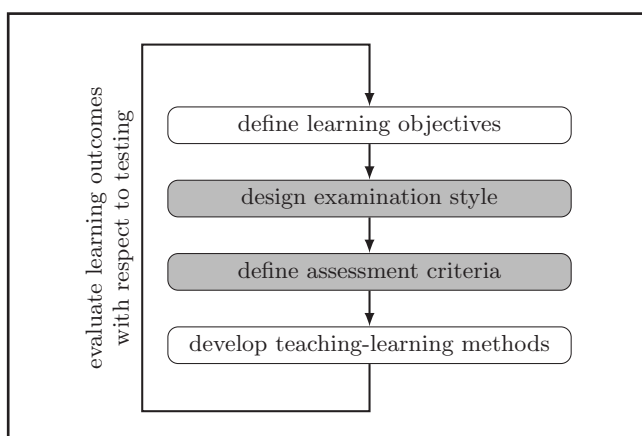 evaluate learning outcomes
with respect to testing
define learning objectives
design examination style
define assessment criteria
develop teaching-learning methods